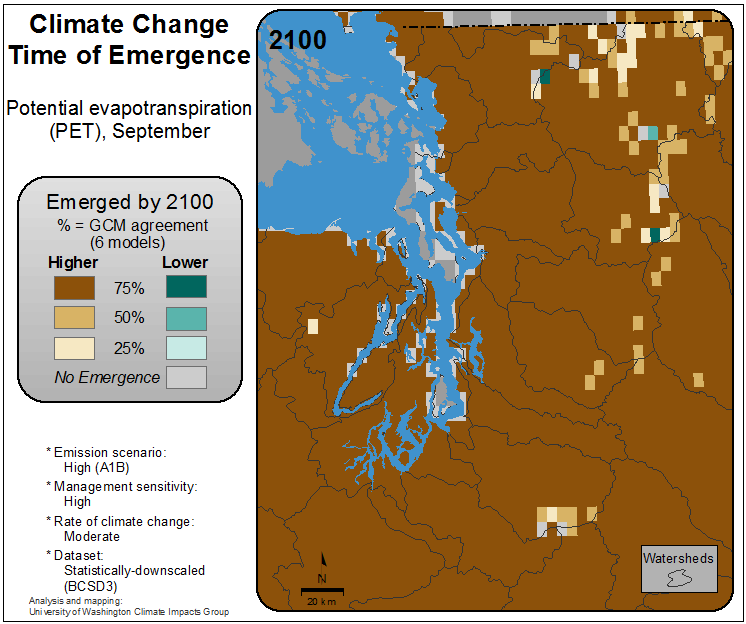 Climate Change
Time of Emergence
Potential evapotranspiration
(PET), September
Emerged by 2100
% = GCM agreement
(6 models)
Higher Lower
75%
50%
25%
No Emergence
* Emission scenario:
High (A1B)
* Management sensitivity:
High
* Rate of climate change:
Moderate
* Dataset:
Statistically-downscaled
(BCSD3)
Analysis and mapping:
University of Washington Climate Impacts Group
2100
N
20 km
Watersheds